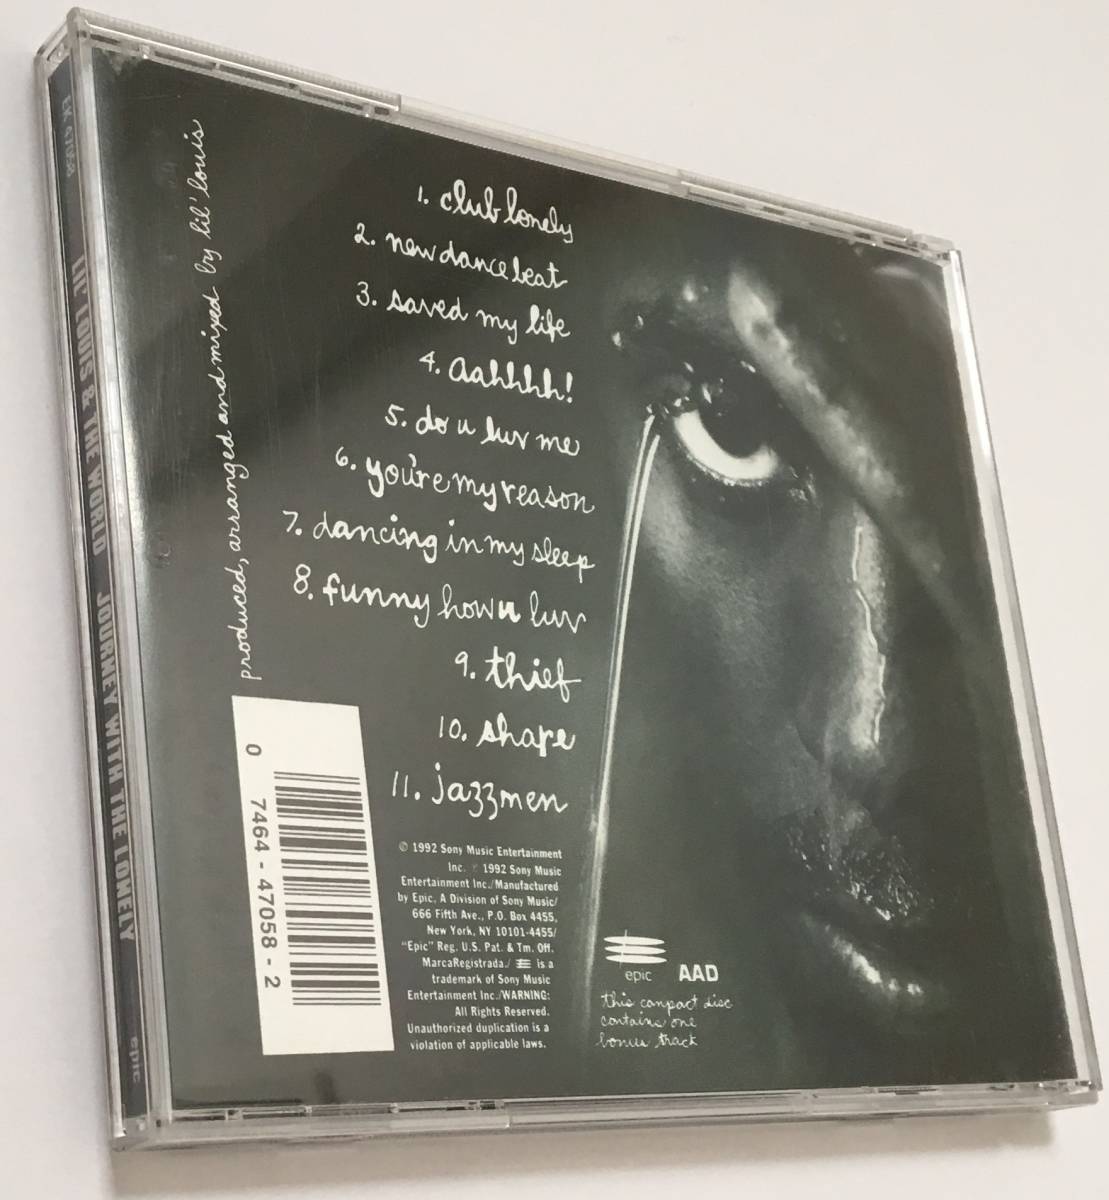 EK 47058
LIL' LOUIS & THE WORLD JOURNEY WITH THE LONELY
epic
produced, arranged and mixed by lil' louis
1. club lonely
2. new dance beat
3. saved my life
4. Aahhhh!
5. do u luv me
6. you're my reason
7. dancing in my sleep
8. funny how u luv
9. thief
10. share
11. jazzmen
0 7464-47058-2
© 1992 Sony Music Entertainment
Inc. ℗ 1992 Sony Music
Entertainment Inc./Manufactured
by Epic, A Division of Sony Music/
666 Fifth Ave., P.O. Box 4455,
New York, NY 10101-4455/
"Epic" Reg. U.S. Pat. & Tm. Off.
MarcaRegistrada./ is a
trademark of Sony Music
Entertainment Inc./WARNING:
All Rights Reserved.
Unauthorized duplication is a
violation of applicable laws.
epic AAD
this compact disc
contains one
bonus track